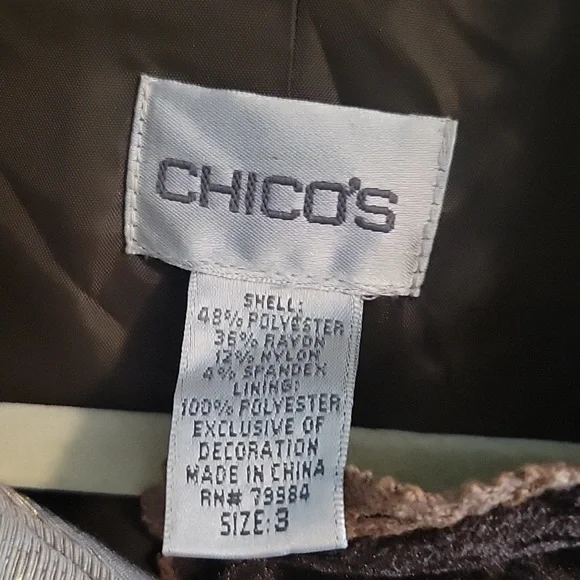 CHICO'S
SHELL:
48% POLYESTER
36% RAYON
12% NYLON
4% SPANDEX
LINING:
100% POLYESTER
EXCLUSIVE OF
DECORATION
MADE IN CHINA
RN# 79984
SIZE: 3